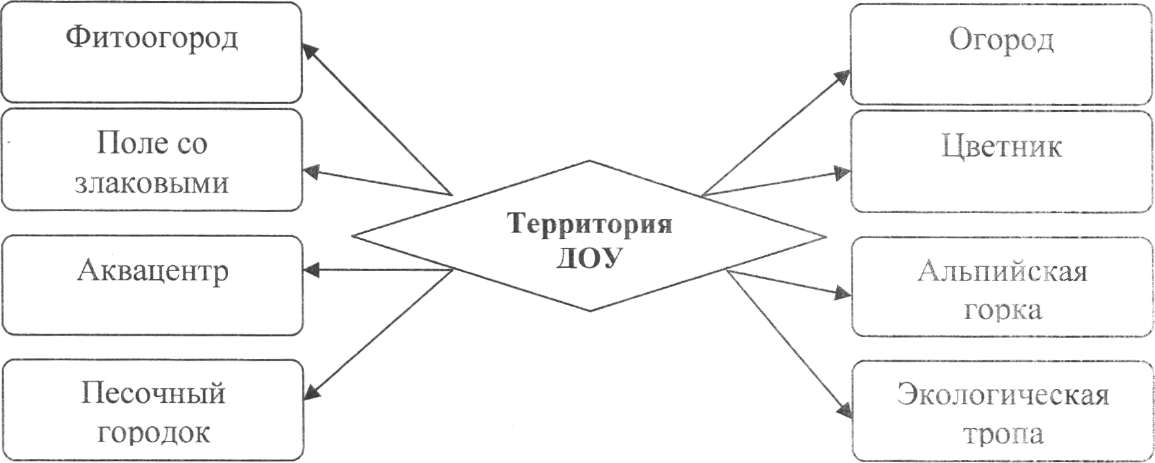 Фитоогород
Огород
Поле со
злаковыми
Цветник
Территория
ДОУ
Аквацентр
Альпийская
горка
Песочный
городок
Экологическая
тропа